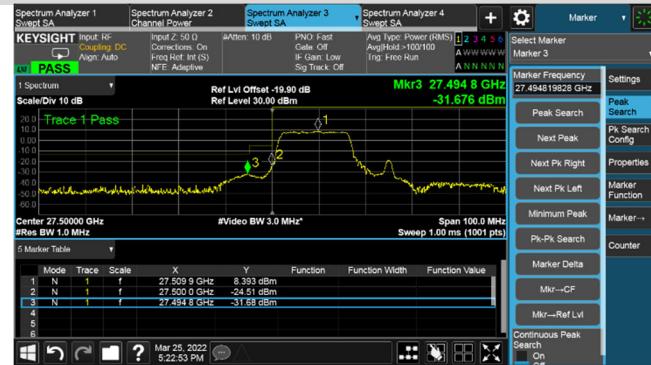 Spectrum Analyzer 1
Swept SA
Spectrum Analyzer 2
Channel Power
Spectrum Analyzer 3
Swept SA
Spectrum Analyzer 4
Swept SA
+
Marker
KEYSIGHT
Input: RF
Coupling: DC
Align: Auto
Input Z: 50 Ω
Corrections: On
Freq Ref: Int (S)
NFE: Adaptive
#Atten: 10 dB
PNO: Fast
Gate: Off
IF Gain: Low
Sig Track: Off
Avg Type: Power (RMS)
Avg|Hold:>100/100
Trig: Free Run
1 2 3 4 5 6
A W W W W W
A N N N N N
PASS
Select Marker
Marker 3
1 Spectrum
Scale/Div 10 dB
Ref Lvl Offset -19.90 dB
Ref Level 30.00 dBm
Mkr3 27.494 8 GHz
-31.676 dBm
Trace 1 Pass
20.0
10.0
0.00
-10.0
-20.0
-30.0
-40.0
-50.0
-60.0
1
2
3
Center 27.50000 GHz
#Res BW 1.0 MHz
#Video BW 3.0 MHz*
Span 100.0 MHz
Sweep 1.00 ms (1001 pts)
5 Marker Table
Mode Trace Scale X Y Function Function Width Function Value
1 N 1 f 27.509 9 GHz 8.393 dBm
2 N 1 f 27.500 0 GHz -24.51 dBm
3 N 1 f 27.494 8 GHz -31.68 dBm
4
5
6
Mar 25, 2022
5:22:53 PM
Marker Frequency
27.494819828 GHz
Peak Search
Next Peak
Next Pk Right
Next Pk Left
Minimum Peak
Pk-Pk Search
Marker Delta
Mkr→CF
Mkr→Ref Lvl
Continuous Peak
Search
On
Off
Settings
Peak
Search
Pk Search
Config
Properties
Marker
Function
Marker→
Counter